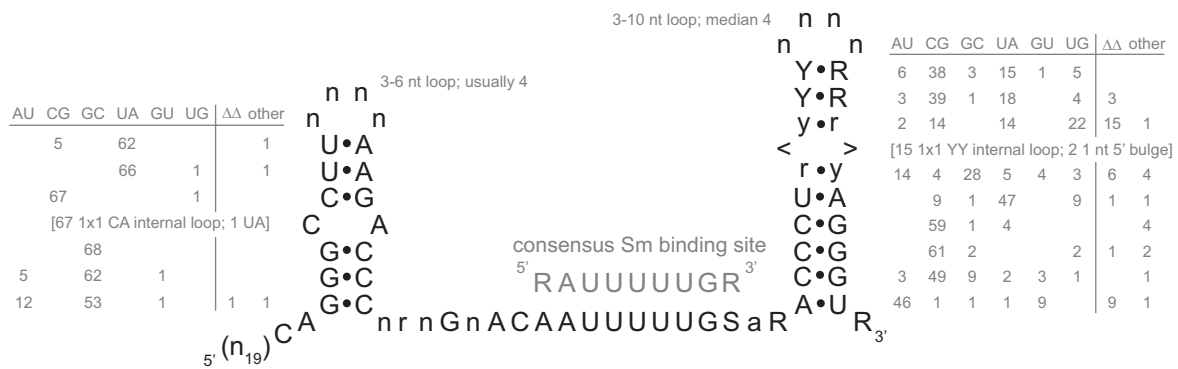 3-10 nt loop; median 4
n n
n n
AU CG GC UA GU UG ΔΔ other
Y•R
6 38 3 15 1 5
Y•R
3 39 1 18 4 3
y•r
2 14 14 22 15 1
< >
[15 1x1 YY internal loop; 2 1 nt 5' bulge]
r•y
14 4 28 5 4 3 6 4
U•A
9 1 47 9 1 1
C•G
59 1 4 4
C•G
61 2 2 1 2
C•G
3 49 9 2 3 1 1
A•U
46 1 1 1 9 9 1
3-6 nt loop; usually 4
n n
n n
AU CG GC UA GU UG ΔΔ other
U•A
5 62 1
U•A
66 1 1
C•G
67 1
C A
[67 1x1 CA internal loop; 1 UA]
G•C
68
G•C
5 62 1
G•C
12 53 1 1 1
consensus Sm binding site
5' RAUUUUUGR 3'
5' (n19) C A n r n G n A C A A U U U U U G S a R R 3'